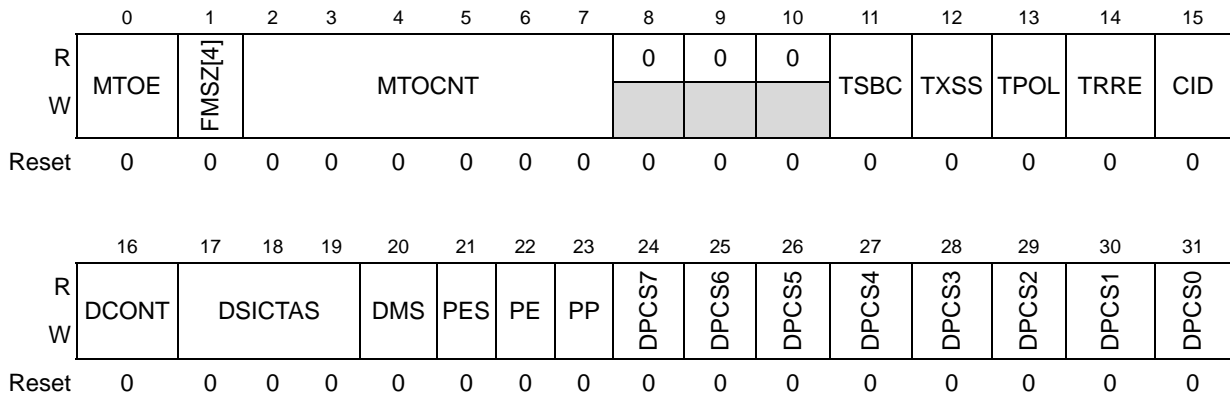 0 1 2 3 4 5 6 7 8 9 10 11 12 13 14 15
R MTOE FMSZ[4] MTOCNT 0 0 0 TSBC TXSS TPOL TRRE CID
W
Reset 0 0 0 0 0 0 0 0 0 0 0 0 0 0 0 0
16 17 18 19 20 21 22 23 24 25 26 27 28 29 30 31
R DCONT DSICTAS DMS PES PE PP DPCS7 DPCS6 DPCS5 DPCS4 DPCS3 DPCS2 DPCS1 DPCS0
W
Reset 0 0 0 0 0 0 0 0 0 0 0 0 0 0 0 0